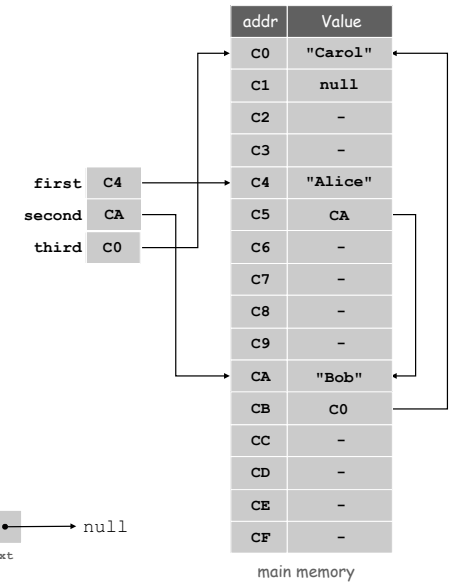 addr Value
C0 "Carol"
C1 null
C2 -
C3 -
first C4 C4 "Alice"
second CA C5 CA
third C0 C6 -
C7 -
C8 -
C9 -
CA "Bob"
CB C0
CC -
CD -
null CE -
xt CF -
main memory